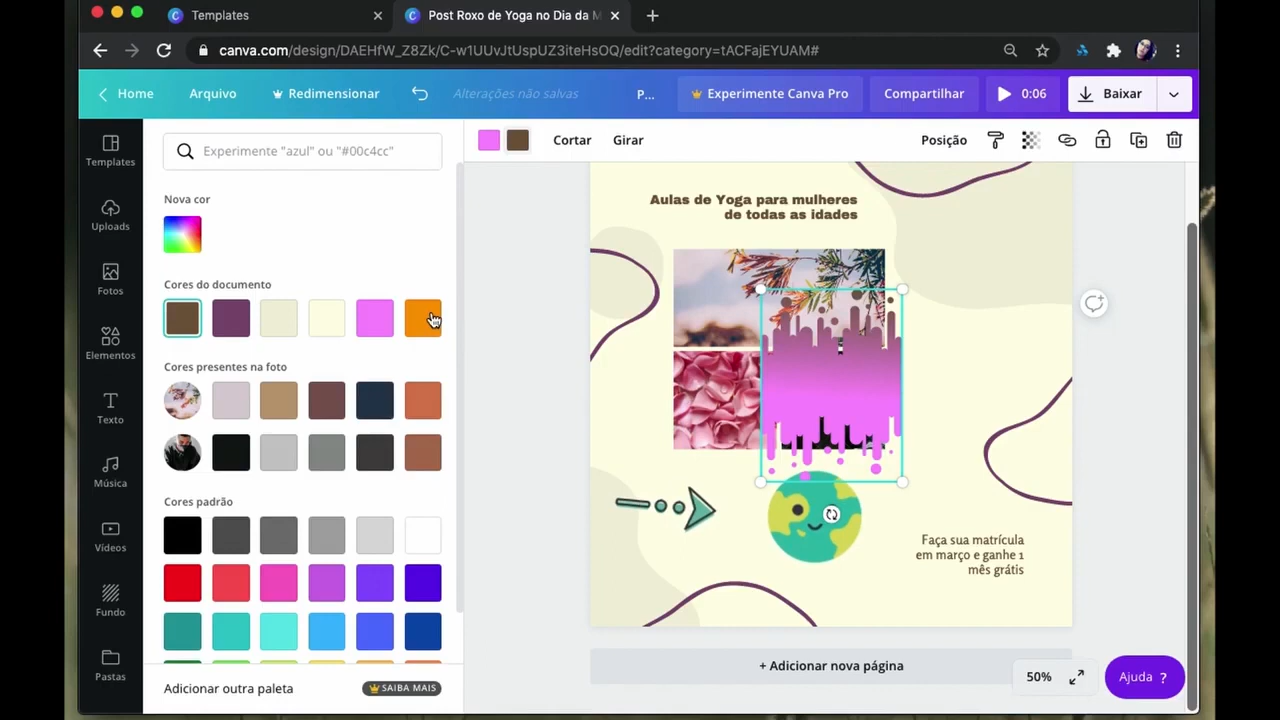 Templates
Post Roxo de Yoga no Dia da M
canva.com/design/DAEHfW_Z8Zk/C-w1UUvJtUspUZ3iteHsOQ/edit?category=tACFajEYUAM#
Home
Arquivo
Redimensionar
Alterações não salvas
P...
Experimente Canva Pro
Compartilhar
0:06
Baixar
Templates
Uploads
Fotos
Elementos
Texto
Música
Vídeos
Fundo
Pastas
Experimente "azul" ou "#00c4cc"
Nova cor
Cores do documento
Cores presentes na foto
Cores padrão
Adicionar outra paleta
SAIBA MAIS
Cortar
Girar
Posição
Aulas de Yoga para mulheres
de todas as idades
Faça sua matrícula
em março e ganhe 1
mês grátis
+ Adicionar nova página
50%
Ajuda ?